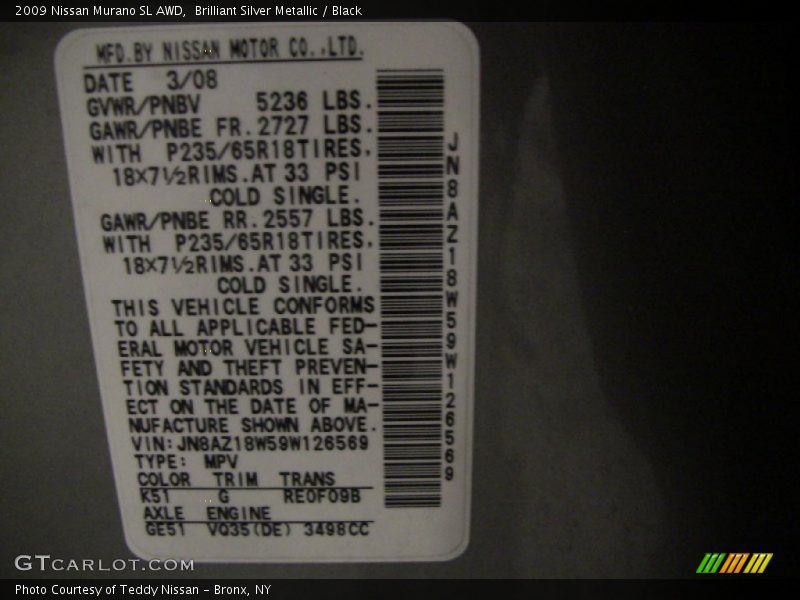 2009 Nissan Murano SL AWD,  Brilliant Silver Metallic / Black
MFD.BY NISSAN MOTOR CO.,LTD.
DATE 3/08
GVWR/PNBV 5236 LBS.
GAWR/PNBE FR.2727 LBS.
WITH P235/65R18TIRES,
18X7½RIMS.AT 33 PSI
COLD SINGLE.
GAWR/PNBE RR.2557 LBS.
WITH P235/65R18TIRES,
18X7½RIMS.AT 33 PSI
COLD SINGLE.
THIS VEHICLE CONFORMS
TO ALL APPLICABLE FED-
ERAL MOTOR VEHICLE SA-
FETY AND THEFT PREVEN-
TION STANDARDS IN EFF-
ECT ON THE DATE OF MA-
NUFACTURE SHOWN ABOVE.
VIN:JN8AZ18W59W126569
TYPE: MPV
COLOR TRIM TRANS
K51 G RE0F09B
AXLE ENGINE
GE51 VQ35(DE) 3498CC
JN8AZ18W59W126569
GTCARLOT.COM
Photo Courtesy of Teddy Nissan - Bronx, NY